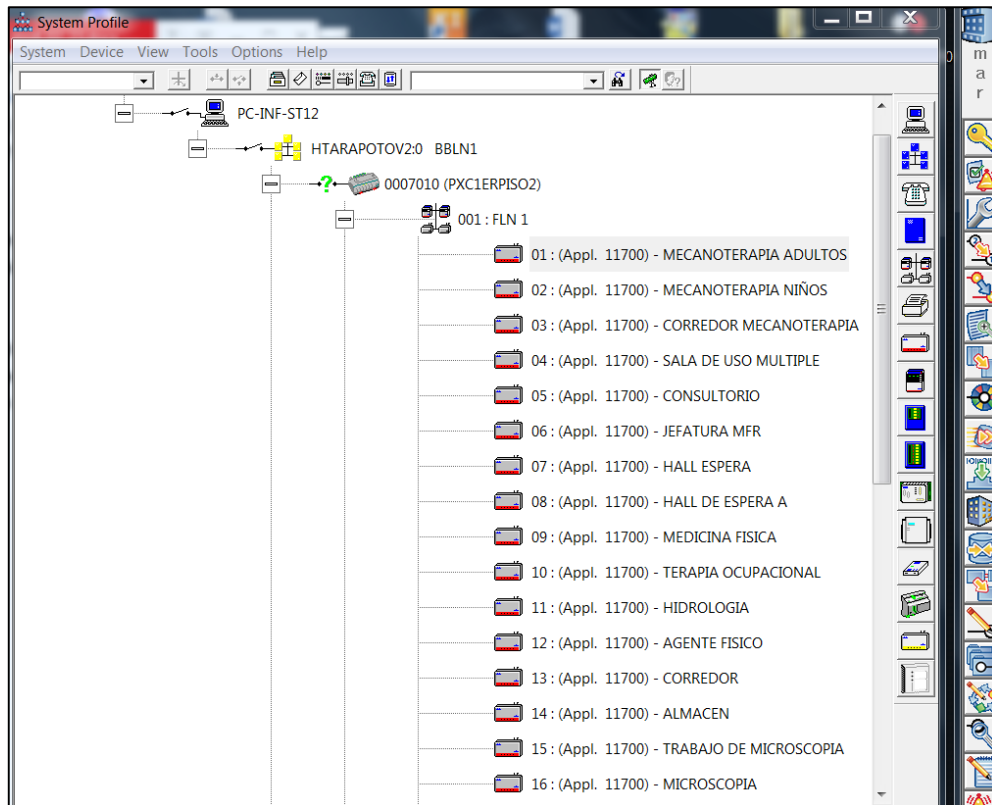 System Profile
System Device View Tools Options Help
PC-INF-ST12
HTARAPOTOV2:0 BBLN1
0007010 (PXC1ERPISO2)
001 : FLN 1
01 : (Appl. 11700) - MECANOTERAPIA ADULTOS
02 : (Appl. 11700) - MECANOTERAPIA NIÑOS
03 : (Appl. 11700) - CORREDOR MECANOTERAPIA
04 : (Appl. 11700) - SALA DE USO MULTIPLE
05 : (Appl. 11700) - CONSULTORIO
06 : (Appl. 11700) - JEFATURA MFR
07 : (Appl. 11700) - HALL ESPERA
08 : (Appl. 11700) - HALL DE ESPERA A
09 : (Appl. 11700) - MEDICINA FISICA
10 : (Appl. 11700) - TERAPIA OCUPACIONAL
11 : (Appl. 11700) - HIDROLOGIA
12 : (Appl. 11700) - AGENTE FISICO
13 : (Appl. 11700) - CORREDOR
14 : (Appl. 11700) - ALMACEN
15 : (Appl. 11700) - TRABAJO DE MICROSCOPIA
16 : (Appl. 11700) - MICROSCOPIA
m
a
r